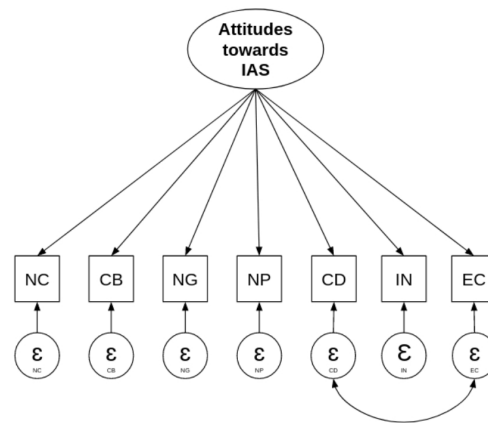 Attitudes
towards
IAS
NC CB NG NP CD IN EC
ε ε ε ε ε ε ε
NC CB NG NP CD IN EC